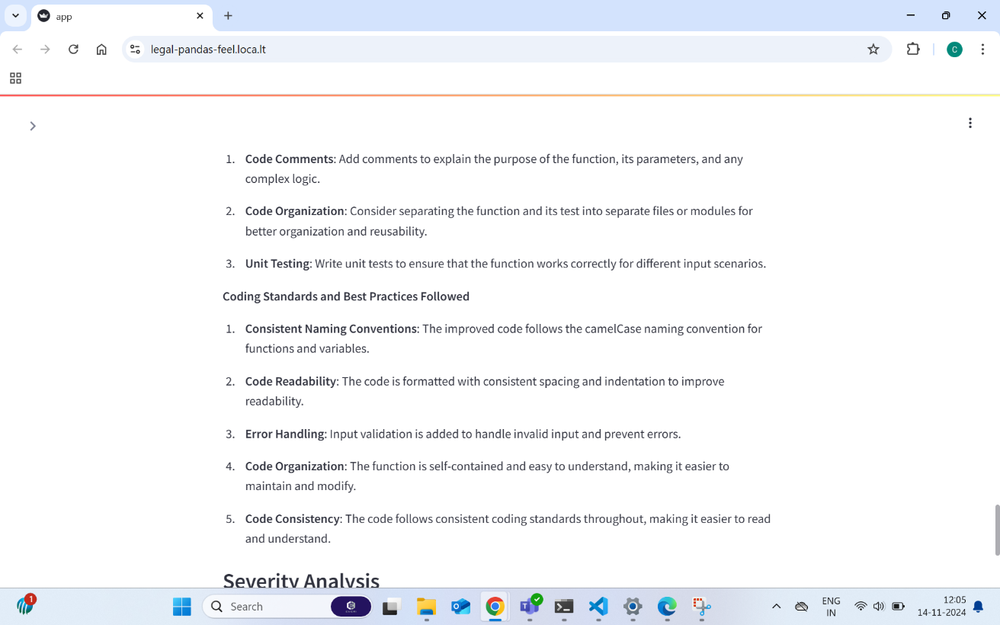 app
legal-pandas-feel.loca.lt
C
1. Code Comments: Add comments to explain the purpose of the function, its parameters, and any
complex logic.
2. Code Organization: Consider separating the function and its test into separate files or modules for
better organization and reusability.
3. Unit Testing: Write unit tests to ensure that the function works correctly for different input scenarios.
Coding Standards and Best Practices Followed
1. Consistent Naming Conventions: The improved code follows the camelCase naming convention for
functions and variables.
2. Code Readability: The code is formatted with consistent spacing and indentation to improve
readability.
3. Error Handling: Input validation is added to handle invalid input and prevent errors.
4. Code Organization: The function is self-contained and easy to understand, making it easier to
maintain and modify.
5. Code Consistency: The code follows consistent coding standards throughout, making it easier to read
and understand.
Severity Analysis
1
Search
ENG
IN
12:05
14-11-2024